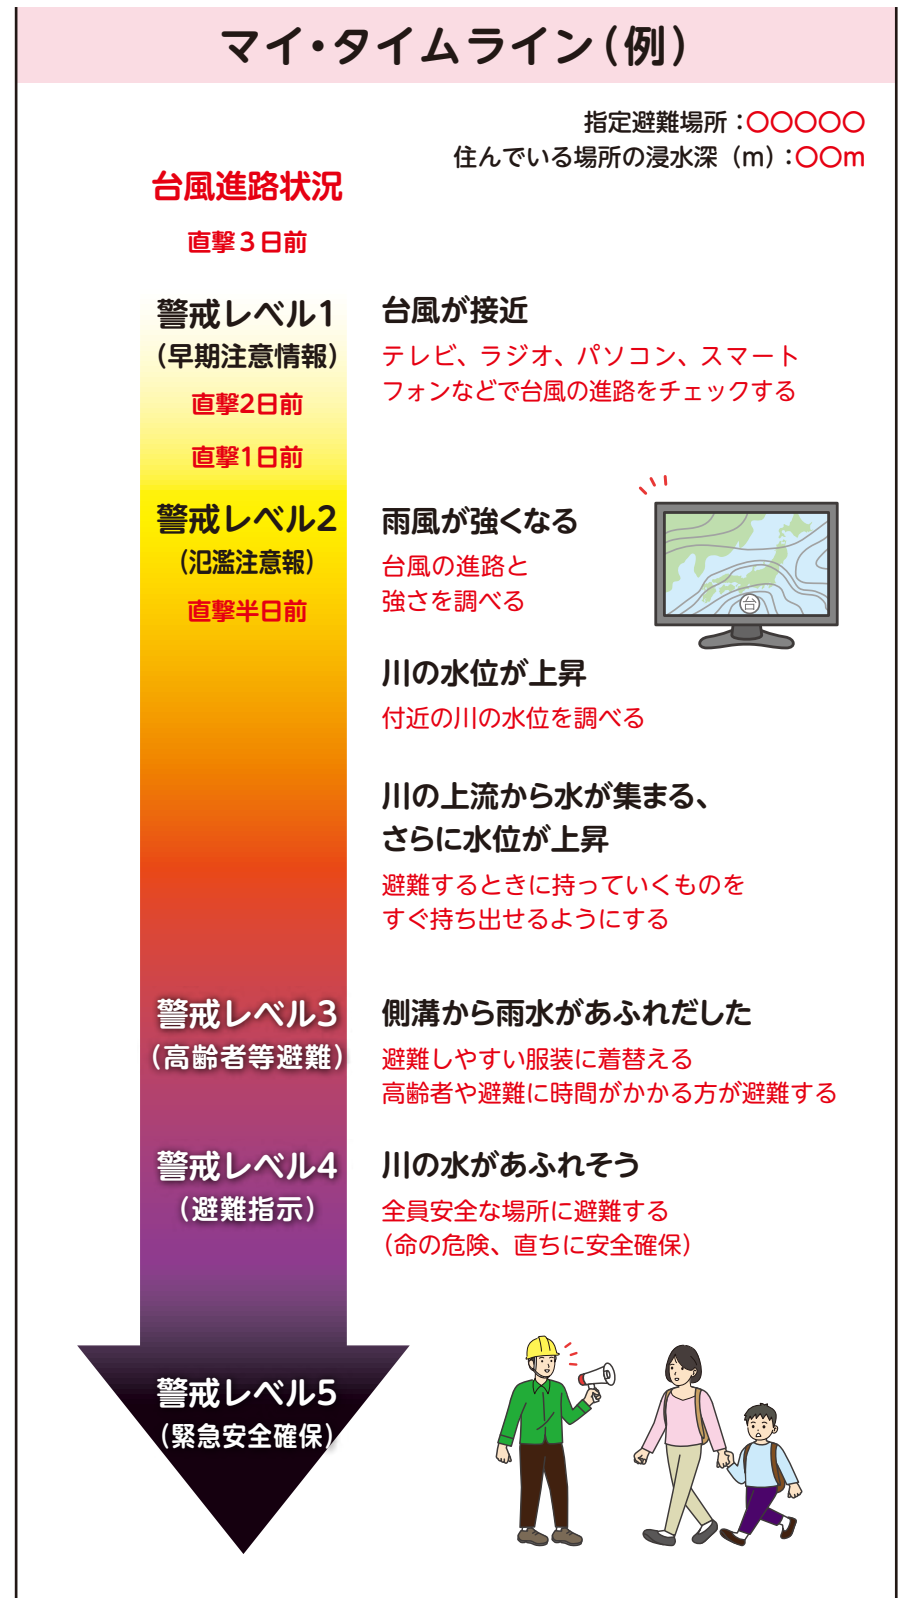 マイ・タイムライン（例）
指定避難場所：〇〇〇〇〇
住んでいる場所の浸水深（m）：〇〇m
台風進路状況
直撃３日前
警戒レベル1
（早期注意情報）
直撃2日前
直撃1日前
台風が接近
テレビ、ラジオ、パソコン、スマート
フォンなどで台風の進路をチェックする
警戒レベル2
（氾濫注意報）
直撃半日前
雨風が強くなる
台風の進路と
強さを調べる
台
川の水位が上昇
付近の川の水位を調べる
川の上流から水が集まる、
さらに水位が上昇
避難するときに持っていくものを
すぐ持ち出せるようにする
警戒レベル3
（高齢者等避難）
側溝から雨水があふれだした
避難しやすい服装に着替える
高齢者や避難に時間がかかる方が避難する
警戒レベル4
（避難指示）
川の水があふれそう
全員安全な場所に避難する
（命の危険、直ちに安全確保）
警戒レベル5
（緊急安全確保）